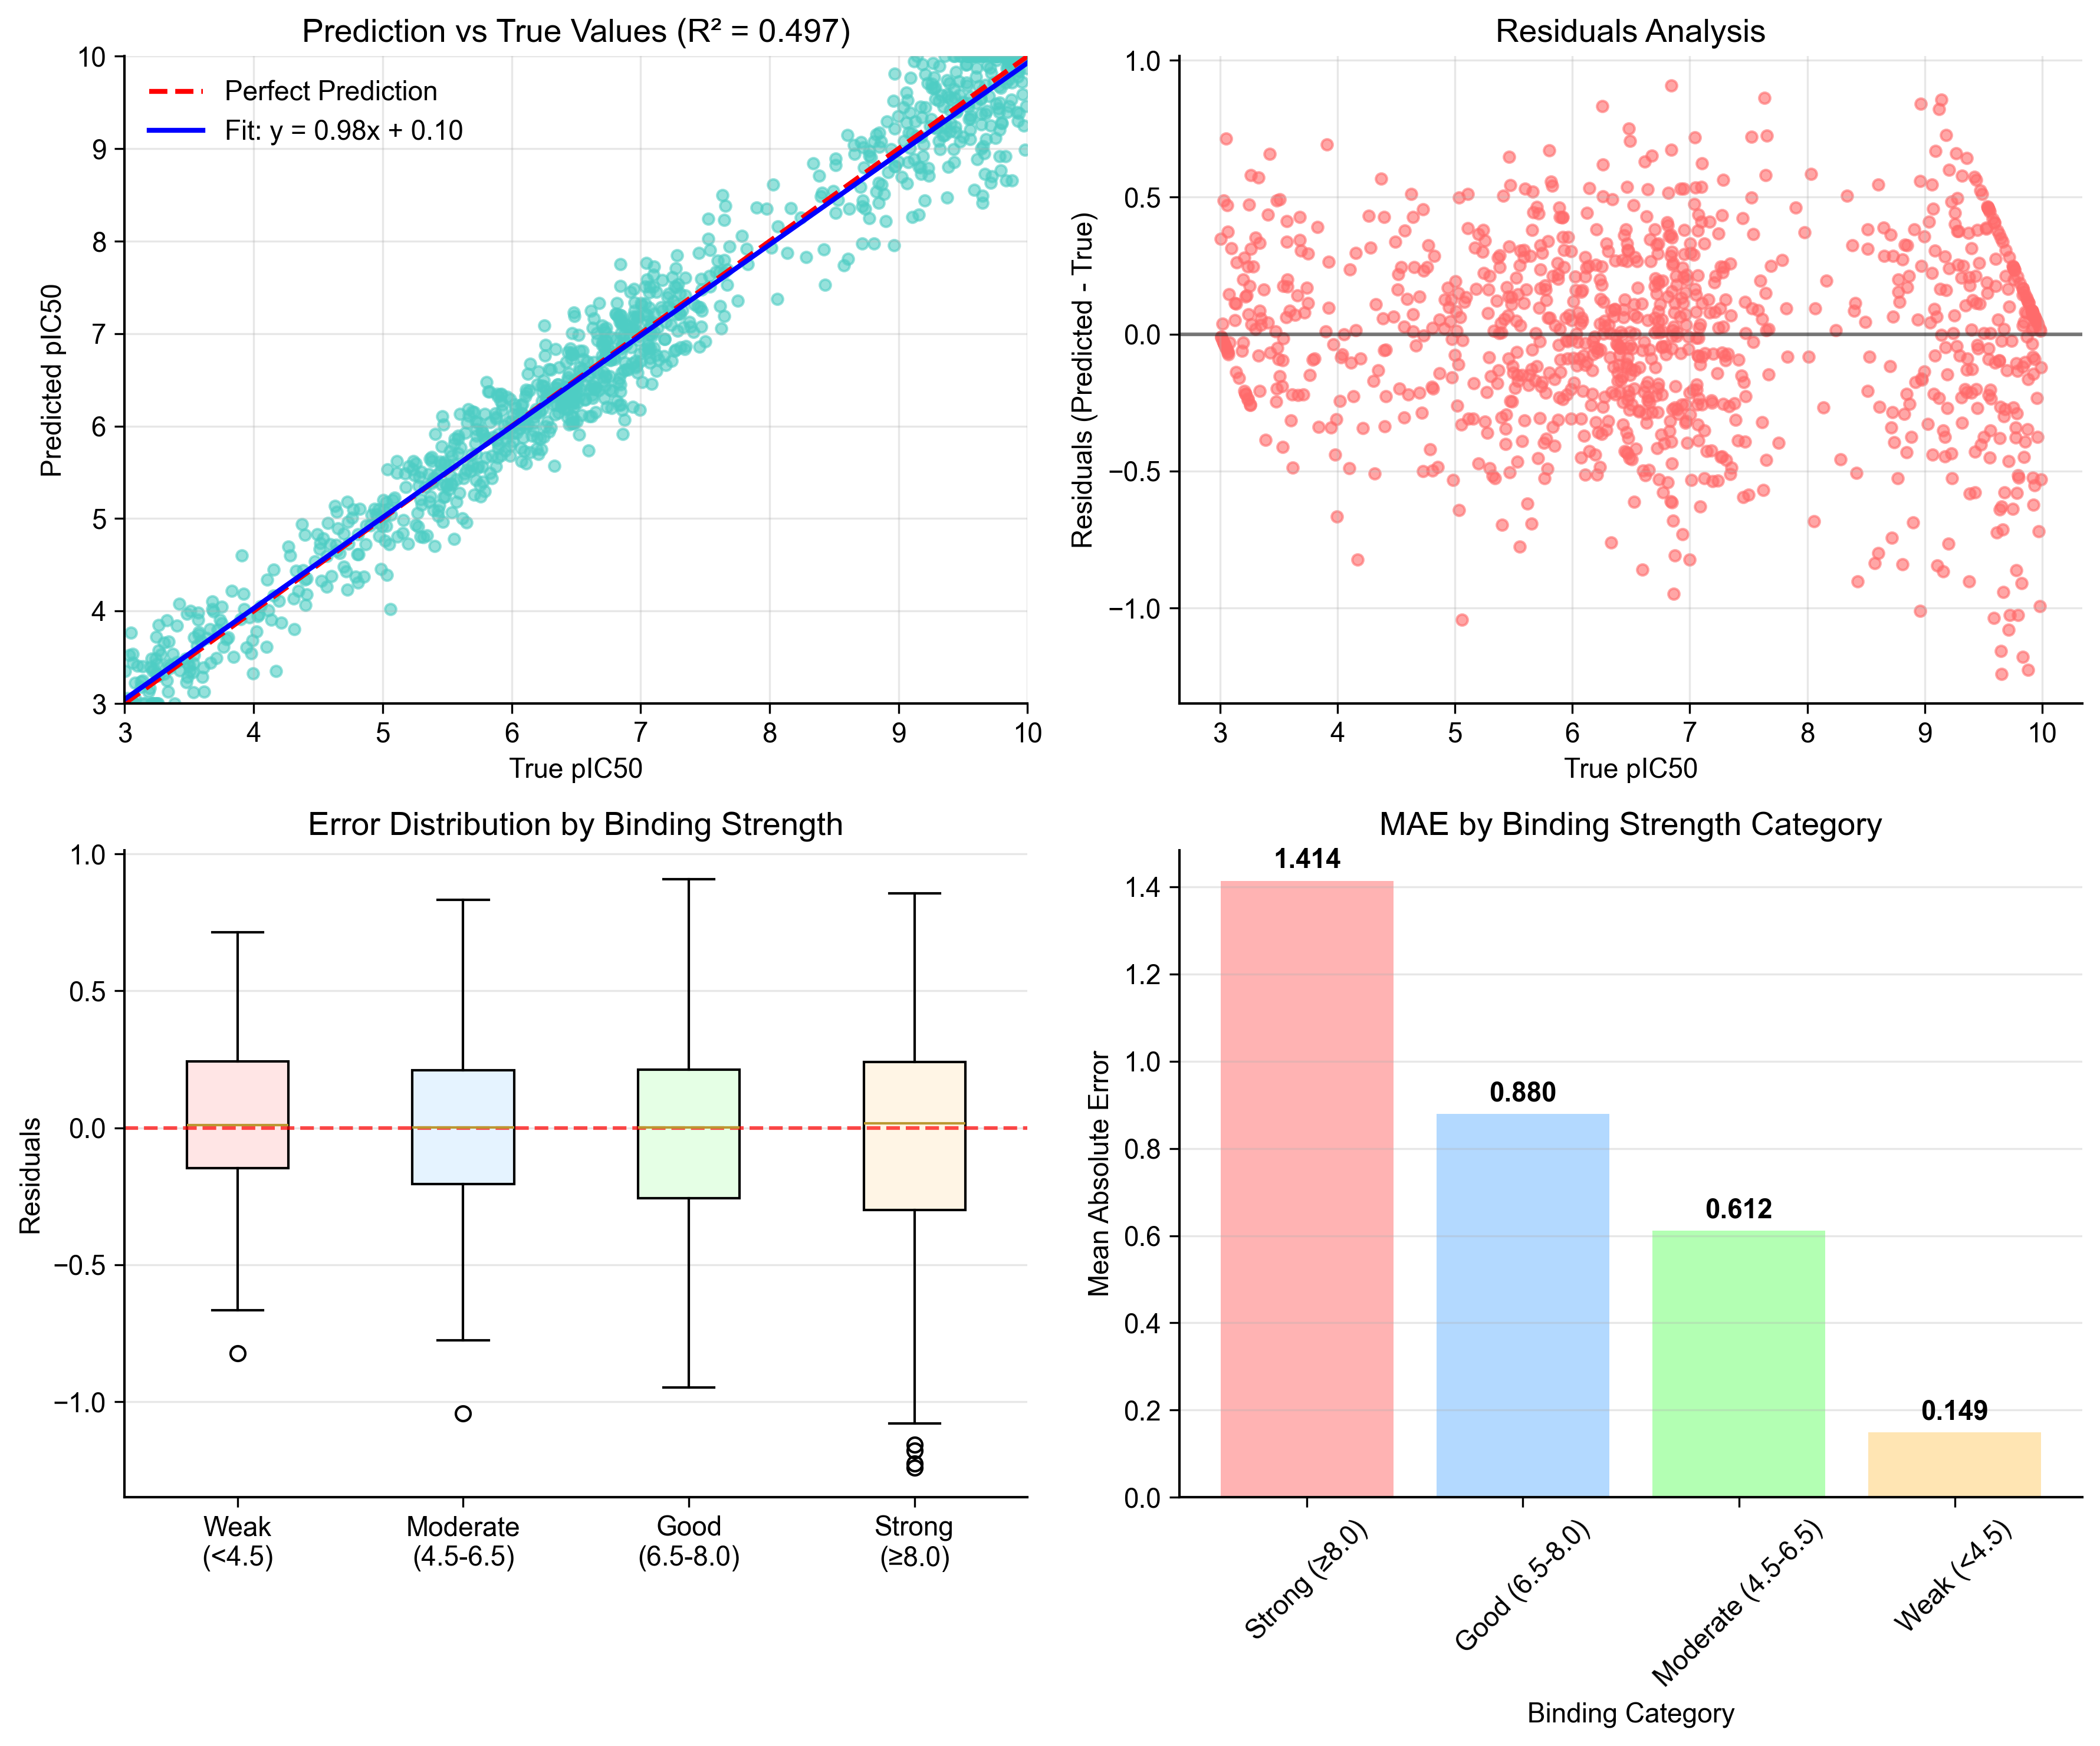 Prediction vs True Values (R² = 0.497)
10
9
8
7
6
5
4
3
Predicted pIC50
Perfect Prediction
Fit: y = 0.98x + 0.10
3 4 5 6 7 8 9 10
True pIC50
Residuals Analysis
1.0
0.5
0.0
−0.5
−1.0
Residuals (Predicted - True)
3 4 5 6 7 8 9 10
True pIC50
Error Distribution by Binding Strength
1.0
0.5
0.0
−0.5
−1.0
Residuals
Weak Moderate Good Strong
(<4.5) (4.5-6.5) (6.5-8.0) (≥8.0)
MAE by Binding Strength Category
1.4
1.2
1.0
0.8
0.6
0.4
0.2
0.0
Mean Absolute Error
1.414
0.880
0.612
0.149
Strong (≥8.0)
Good (6.5-8.0)
Moderate (4.5-6.5)
Weak (<4.5)
Binding Category